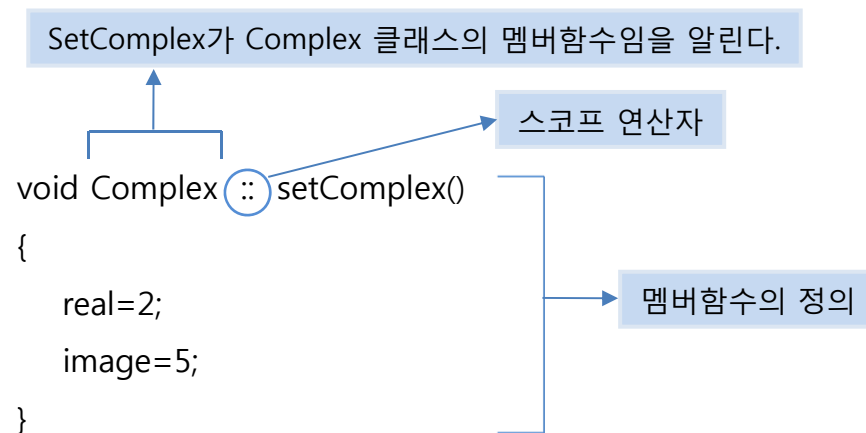 SetComplex가 Complex 클래스의 멤버함수임을 알린다.
스코프 연산자
void Complex :: setComplex()
{
real=2;
image=5;
}
멤버함수의 정의